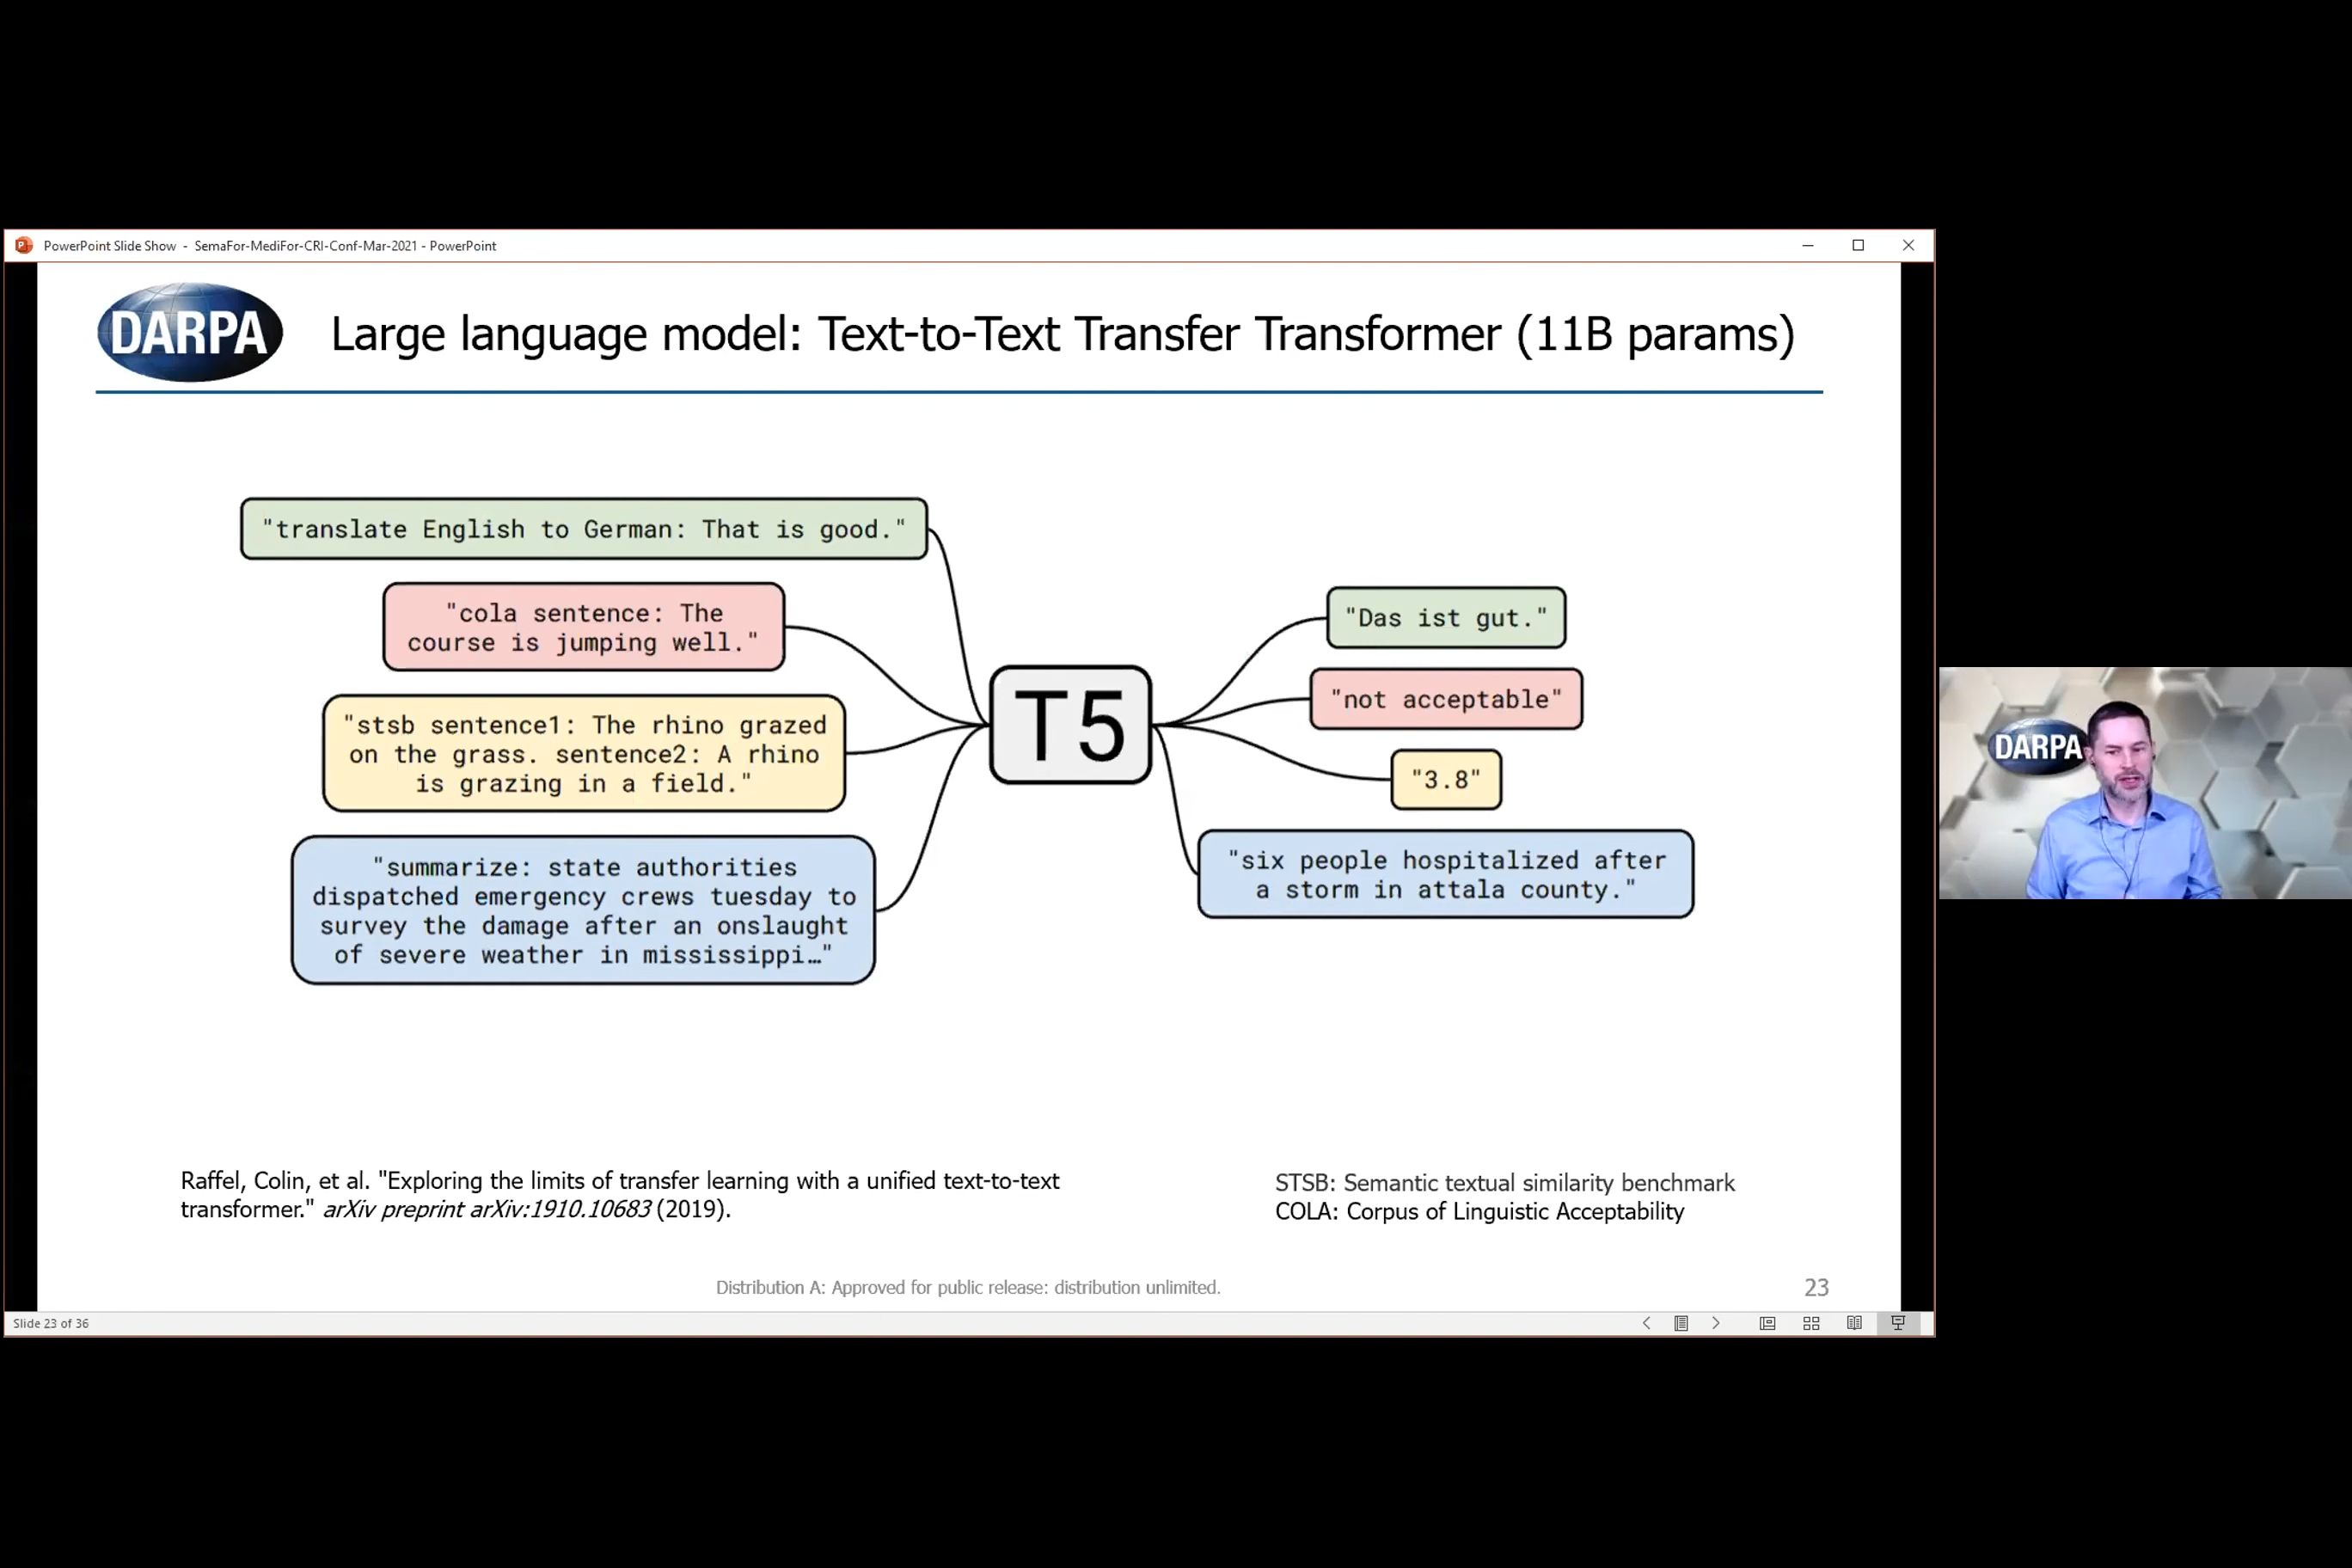 PowerPoint Slide Show - SemaFor-MediFor-CRI-Conf-Mar-2021 - PowerPoint
DARPA
Large language model: Text-to-Text Transfer Transformer (11B params)
"translate English to German: That is good."
"cola sentence: The
course is jumping well."
"stsb sentence1: The rhino grazed
on the grass. sentence2: A rhino
is grazing in a field."
"summarize: state authorities
dispatched emergency crews tuesday to
survey the damage after an onslaught
of severe weather in mississippi…"
T5
"Das ist gut."
"not acceptable"
"3.8"
"six people hospitalized after
a storm in attala county."
DARPA
Raffel, Colin, et al. "Exploring the limits of transfer learning with a unified text-to-text
transformer." arXiv preprint arXiv:1910.10683 (2019).
STSB: Semantic textual similarity benchmark
COLA: Corpus of Linguistic Acceptability
Distribution A: Approved for public release: distribution unlimited.
23
Slide 23 of 36